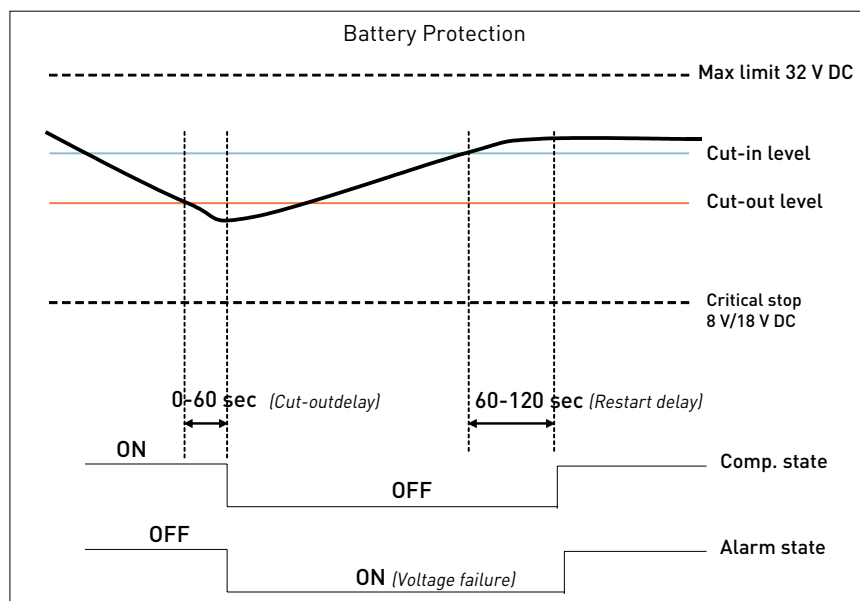 Battery Protection
Max limit 32 V DC
Cut-in level
Cut-out level
Critical stop
8 V/18 V DC
0-60 sec (Cut-outdelay)
60-120 sec (Restart delay)
ON
Comp. state
OFF
OFF
Alarm state
ON (Voltage failure)